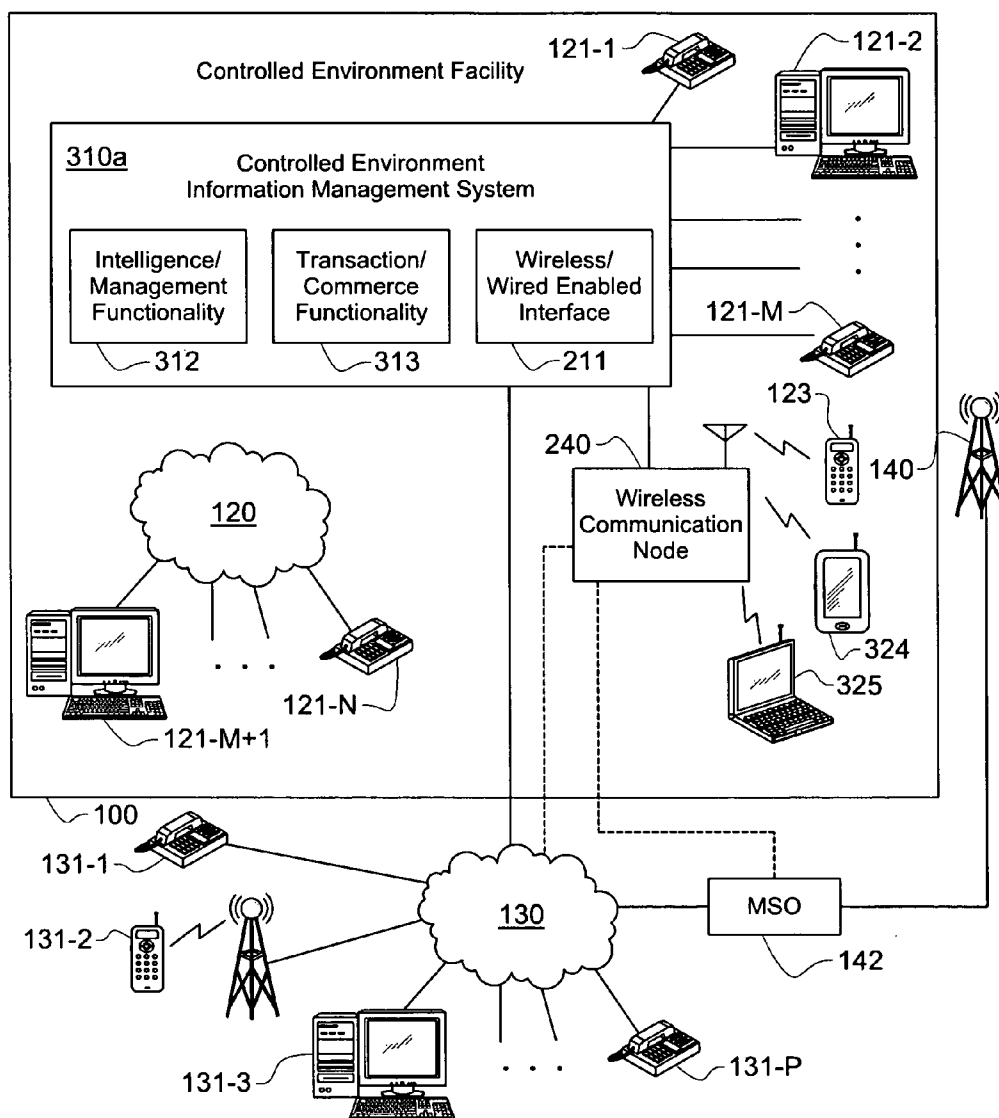 121-1
121-2
Controlled Environment Facility
310a
Controlled Environment
Information Management System
Intelligence/
Management
Functionality
Transaction/
Commerce
Functionality
Wireless/
Wired Enabled
Interface
312
313
211
121-M
123
140
240
120
Wireless
Communication
Node
324
325
121-N
121-M+1
100
131-1
130
MSO
131-2
142
131-3
131-P